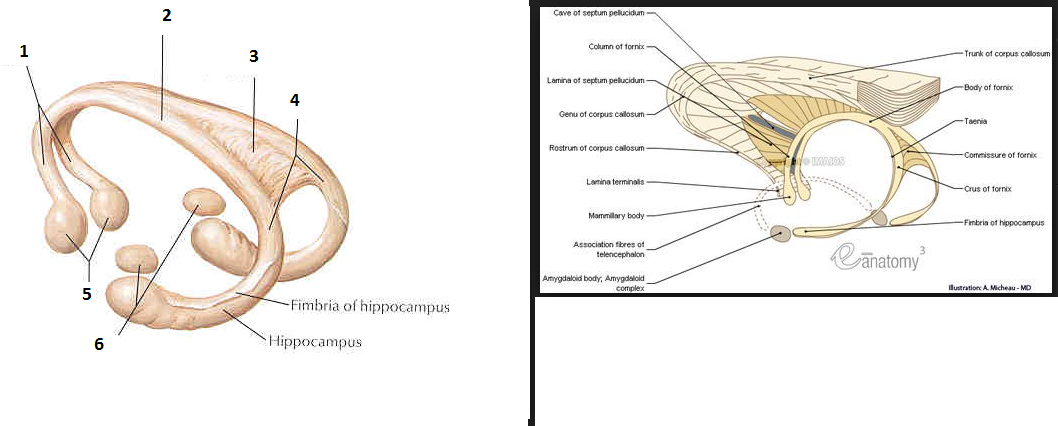 1
2
3
4
5
6
Fimbria of hippocampus
Hippocampus
Cave of septum pellucidum
Column of fornix
Lamina of septum pellucidum
Genu of corpus callosum
Rostrum of corpus callosum
Lamina terminalis
Mammillary body
Association fibres of
telencephalon
Amygdaloid body; Amygdaloid
complex
Trunk of corpus callosum
Body of fornix
Taenia
Commissure of fornix
Crus of fornix
Fimbria of hippocampus
© IMAIOS
e anatomy 3
Illustration: A. Micheau - MD